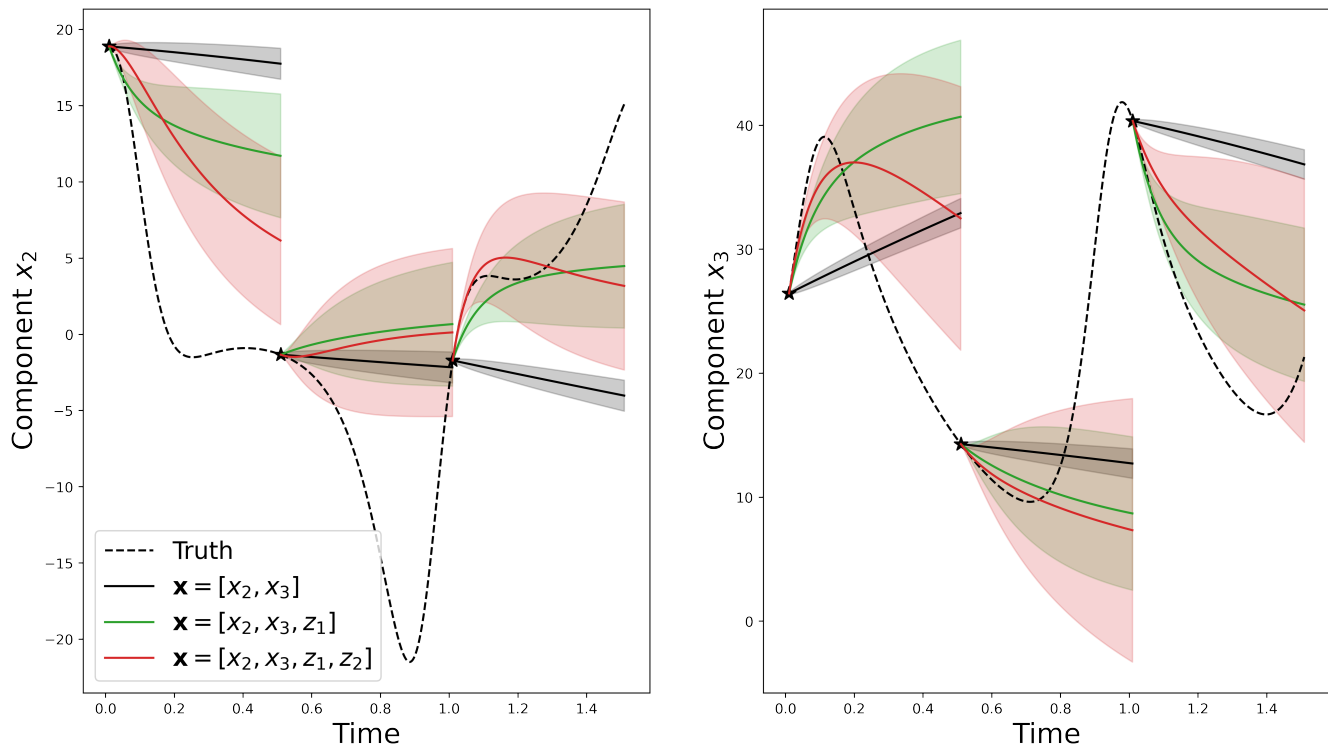 Component x₂
20
15
10
5
0
−5
−10
−15
−20
0.0 0.2 0.4 0.6 0.8 1.0 1.2 1.4
Time
Truth
𝐱 = [x₂, x₃]
𝐱 = [x₂, x₃, z₁]
𝐱 = [x₂, x₃, z₁, z₂]
Component x₃
40
30
20
10
0
0.0 0.2 0.4 0.6 0.8 1.0 1.2 1.4
Time